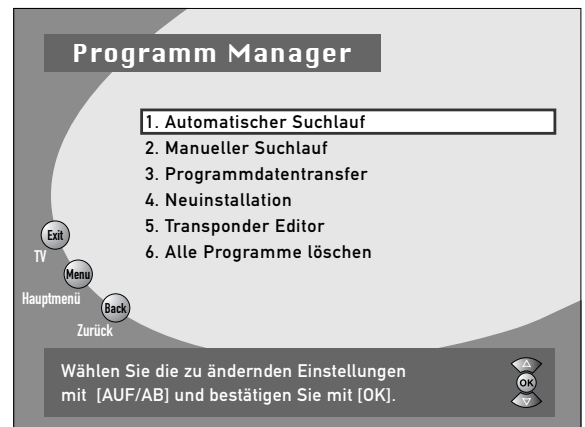 Programm Manager
1. Automatischer Suchlauf
2. Manueller Suchlauf
3. Programmdatentransfer
4. Neuinstallation
5. Transponder Editor
6. Alle Programme löschen
Exit
TV
Menu
Hauptmenü
Back
Zurück
Wählen Sie die zu ändernden Einstellungen
mit [AUF/AB] und bestätigen Sie mit [OK].
OK